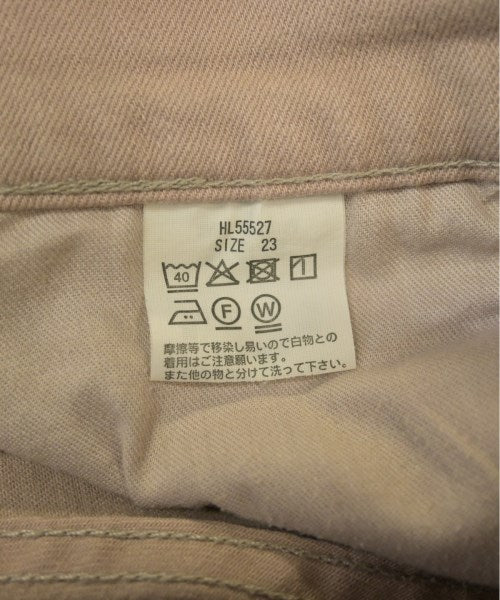 HL55527
SIZE 23
40
F W
摩擦等で移染し易いので白物との
着用はご注意願います。
また他の物と分けて洗って下さい。